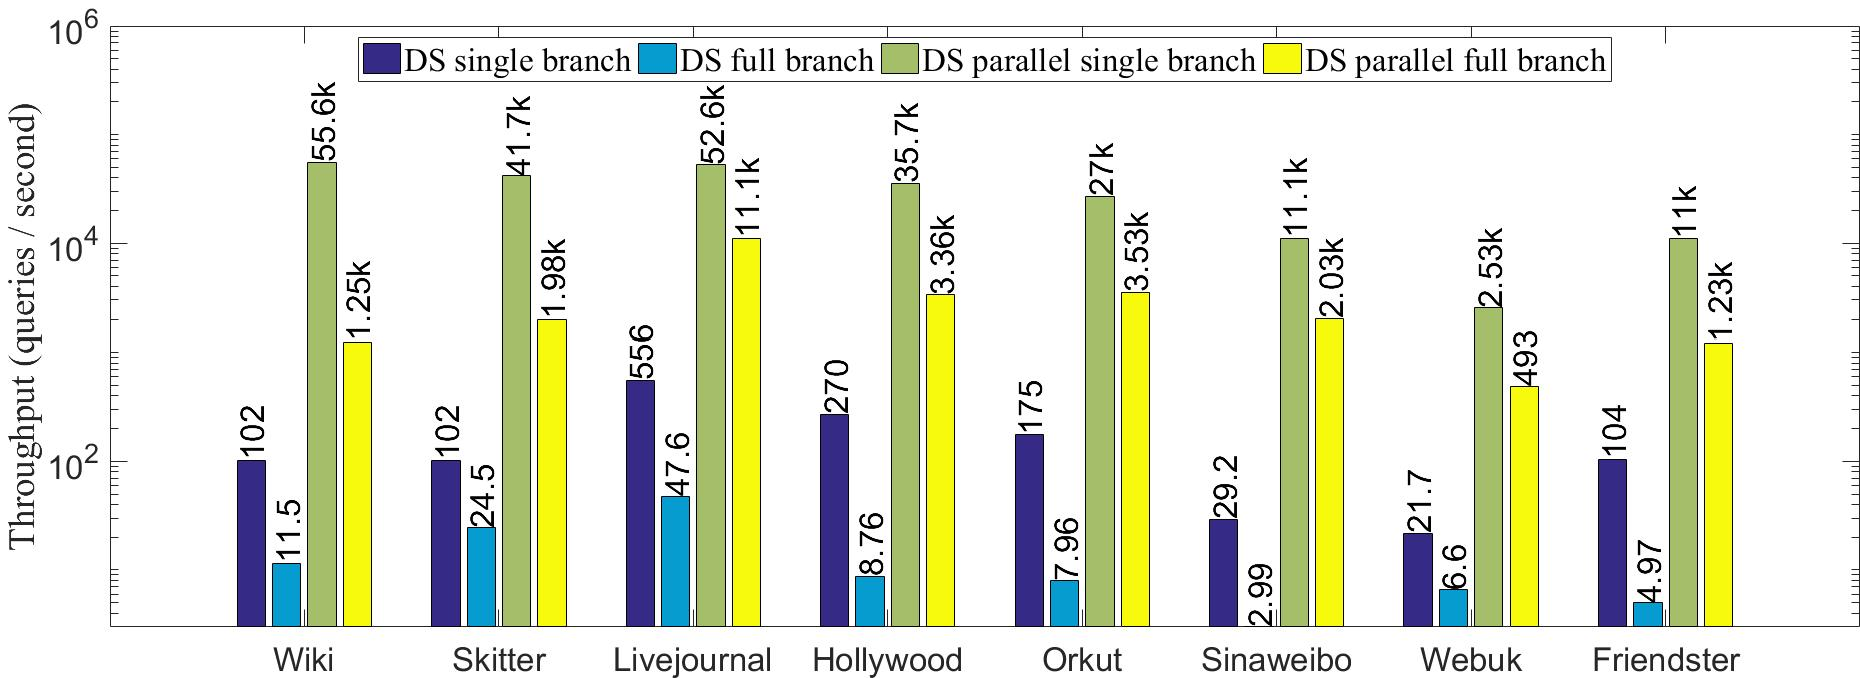 DS single branch DS full branch DS parallel single branch DS parallel full branch
Throughput (queries / second)
10^6
10^4
10^2
102 11.5 55.6k 1.25k
102 24.5 41.7k 1.98k
556 47.6 52.6k 11.1k
270 8.76 35.7k 3.36k
175 7.96 27k 3.53k
29.2 2.99 11.1k 2.03k
21.7 6.6 2.53k 493
104 4.97 11k 1.23k
Wiki Skitter Livejournal Hollywood Orkut Sinaweibo Webuk Friendster